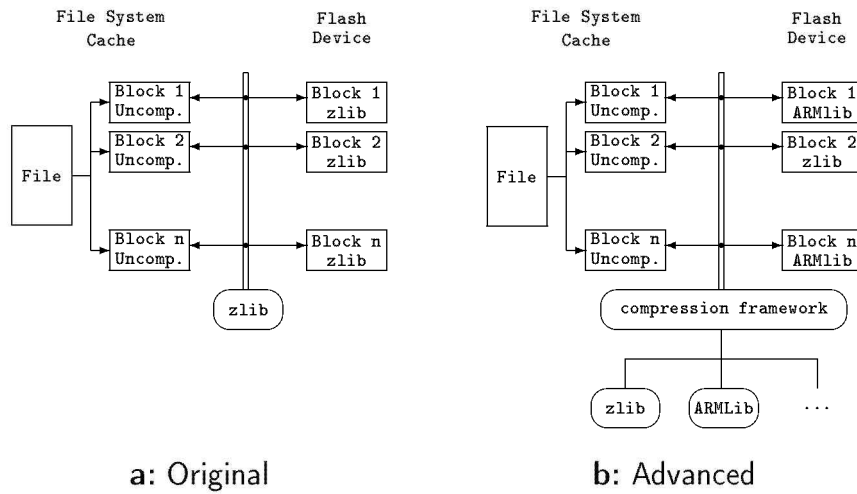 File System
Cache
Flash
Device
Block 1
Uncomp.
Block 1
zlib
Block 2
Uncomp.
Block 2
zlib
File
Block n
Uncomp.
Block n
zlib
zlib
a: Original
File System
Cache
Flash
Device
Block 1
Uncomp.
Block 1
ARMlib
Block 2
Uncomp.
Block 2
zlib
File
Block n
Uncomp.
Block n
ARMlib
compression framework
zlib
ARMLib
...
b: Advanced